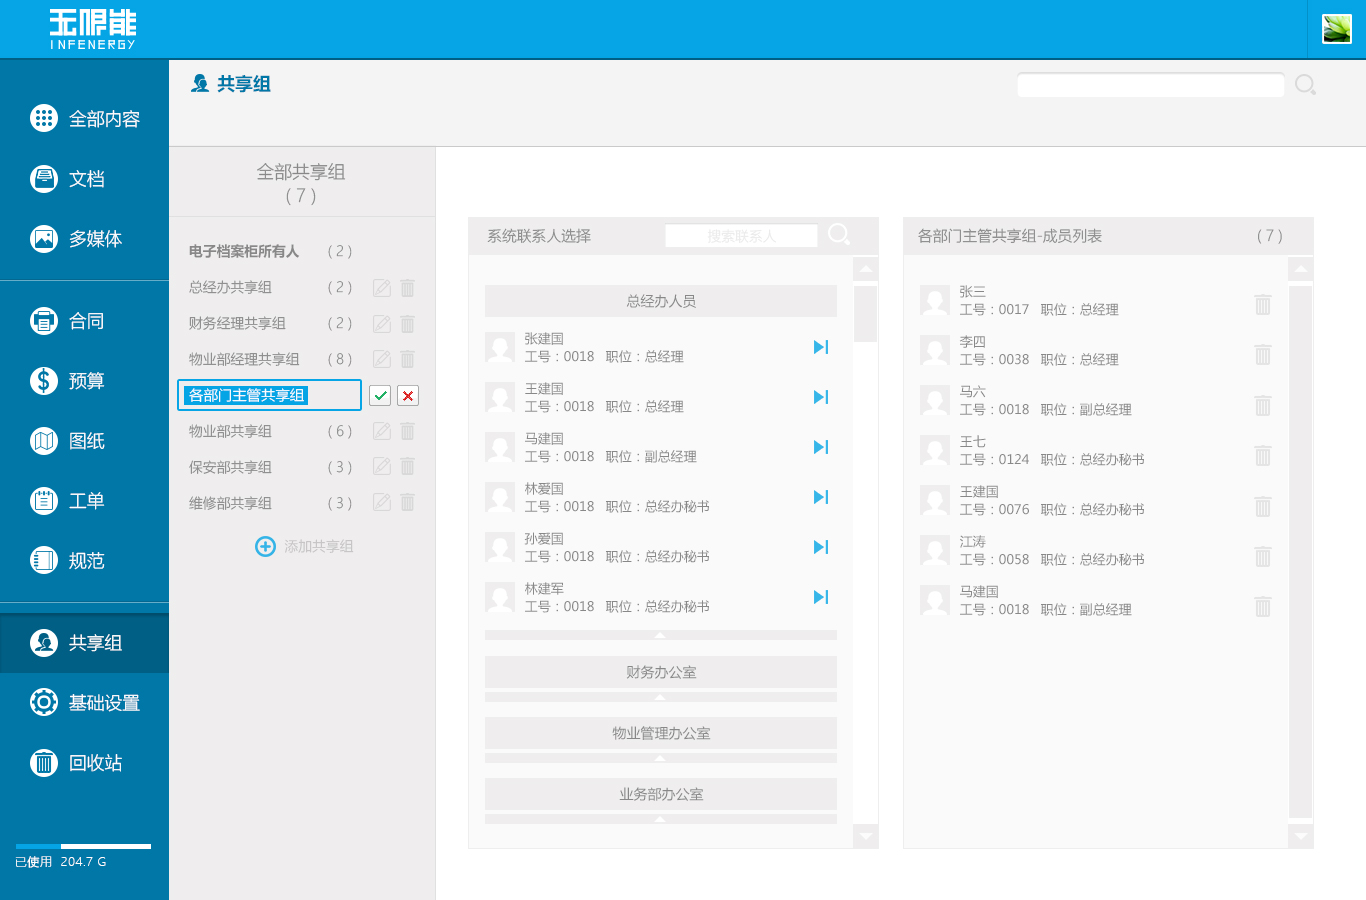 无限能
INFENERGY
共享组
全部内容
文档
多媒体
合同
预算
图纸
工单
规范
共享组
基础设置
回收站
已使用 204.7 G
全部共享组
( 7 )
电子档案柜所有人 ( 2 )
总经办共享组 ( 2 )
财务经理共享组 ( 2 )
物业部经理共享组 ( 8 )
各部门主管共享组
物业部共享组 ( 6 )
保安部共享组 ( 3 )
维修部共享组 ( 3 )
添加共享组
系统联系人选择 搜索联系人
总经办人员
张建国
工号：0018 职位：总经理
王建国
工号：0018 职位：总经理
马建国
工号：0018 职位：副总经理
林爱国
工号：0018 职位：总经办秘书
孙爱国
工号：0018 职位：总经办秘书
林建军
工号：0018 职位：总经办秘书
财务办公室
物业管理办公室
业务部办公室
各部门主管共享组-成员列表 ( 7 )
张三
工号：0017 职位：总经理
李四
工号：0038 职位：总经理
马六
工号：0018 职位：副总经理
王七
工号：0124 职位：总经办秘书
王建国
工号：0076 职位：总经办秘书
江涛
工号：0058 职位：总经办秘书
马建国
工号：0018 职位：副总经理